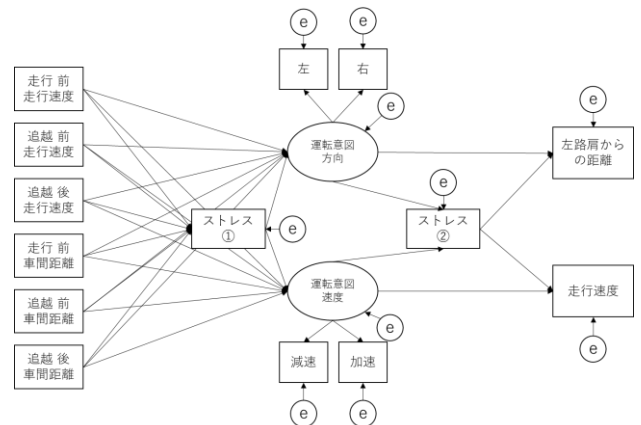 e
e
左
右
走行 前
走行速度
e
e
運転意図
方向
左路肩から
の距離
追越 前
走行速度
e
追越 後
走行速度
ストレス
①
e
ストレス
②
走行 前
車間距離
運転意図
速度
走行速度
追越 前
車間距離
e
e
減速
加速
追越 後
車間距離
e
e